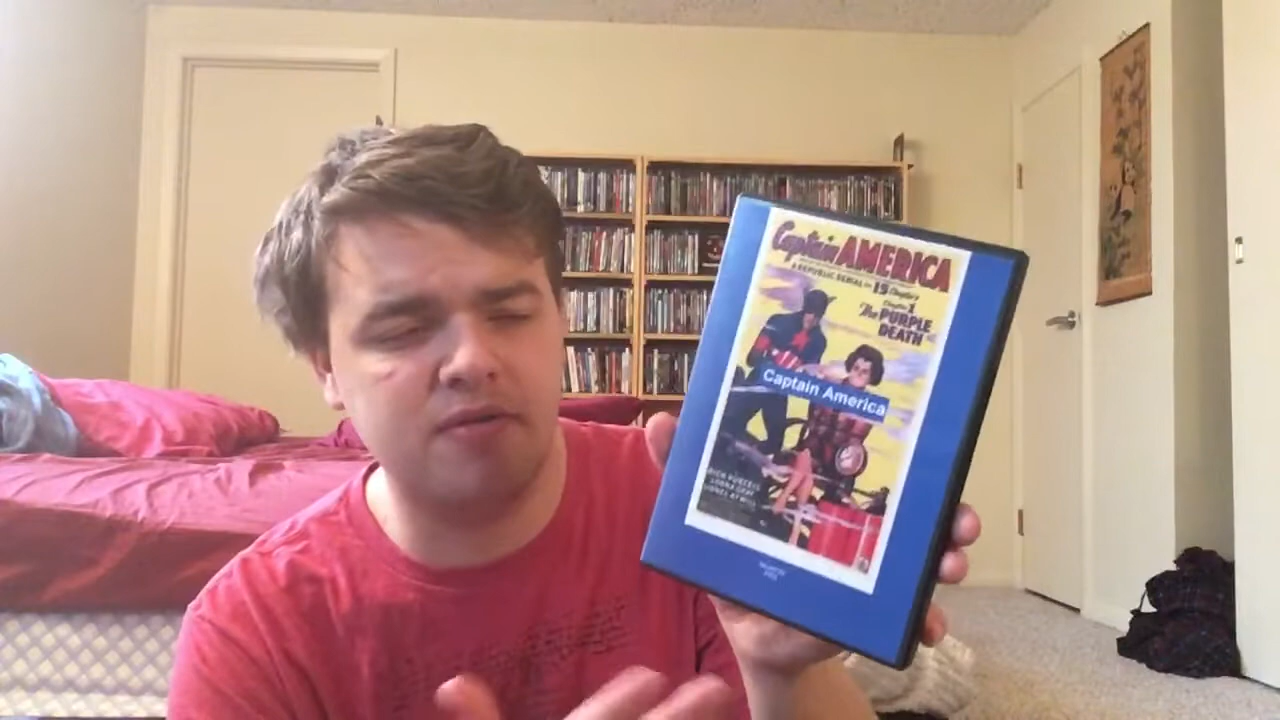 Captain AMERICA
A REPUBLIC SERIAL in 15 Chapters
Chapter 1
The PURPLE
DEATH
Captain America
DICK PURCELL
LORNA GRAY
LIONEL ATWILL